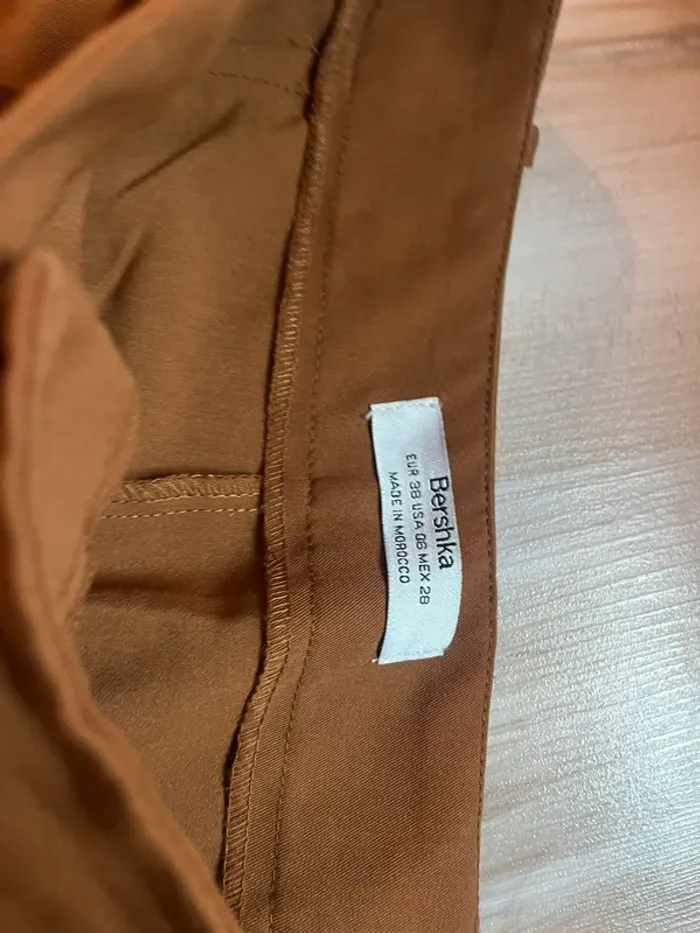 Bershka
EUR 38 USA 06 MEX 28
MADE IN MOROCCO